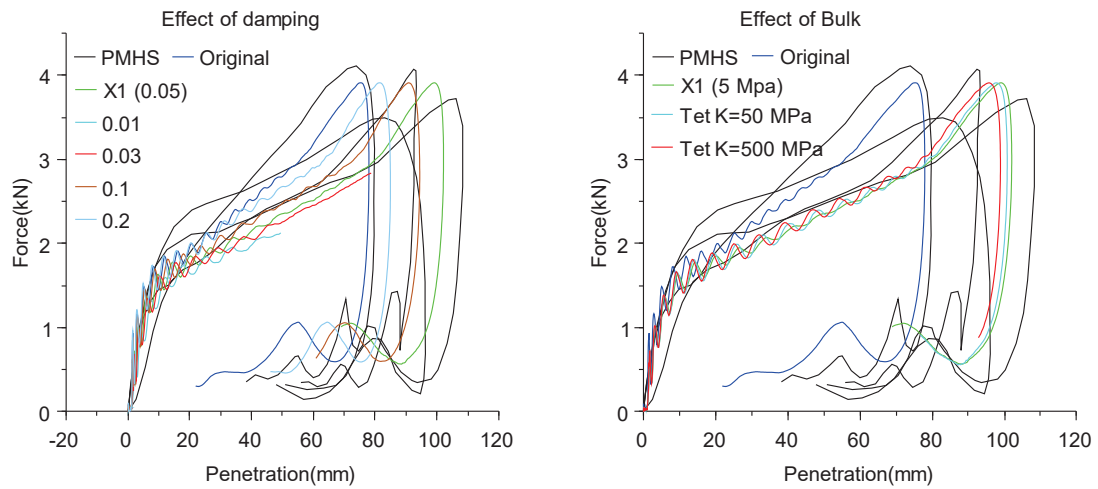 Effect of damping
PMHS Original
X1 (0.05)
0.01
0.03
0.1
0.2
Force(kN)
4
3
2
1
0
-20 0 20 40 60 80 100 120
Penetration(mm)
Effect of Bulk
PMHS Original
X1 (5 Mpa)
Tet K=50 MPa
Tet K=500 MPa
Force(kN)
4
3
2
1
0
0 20 40 60 80 100 120
Penetration(mm)